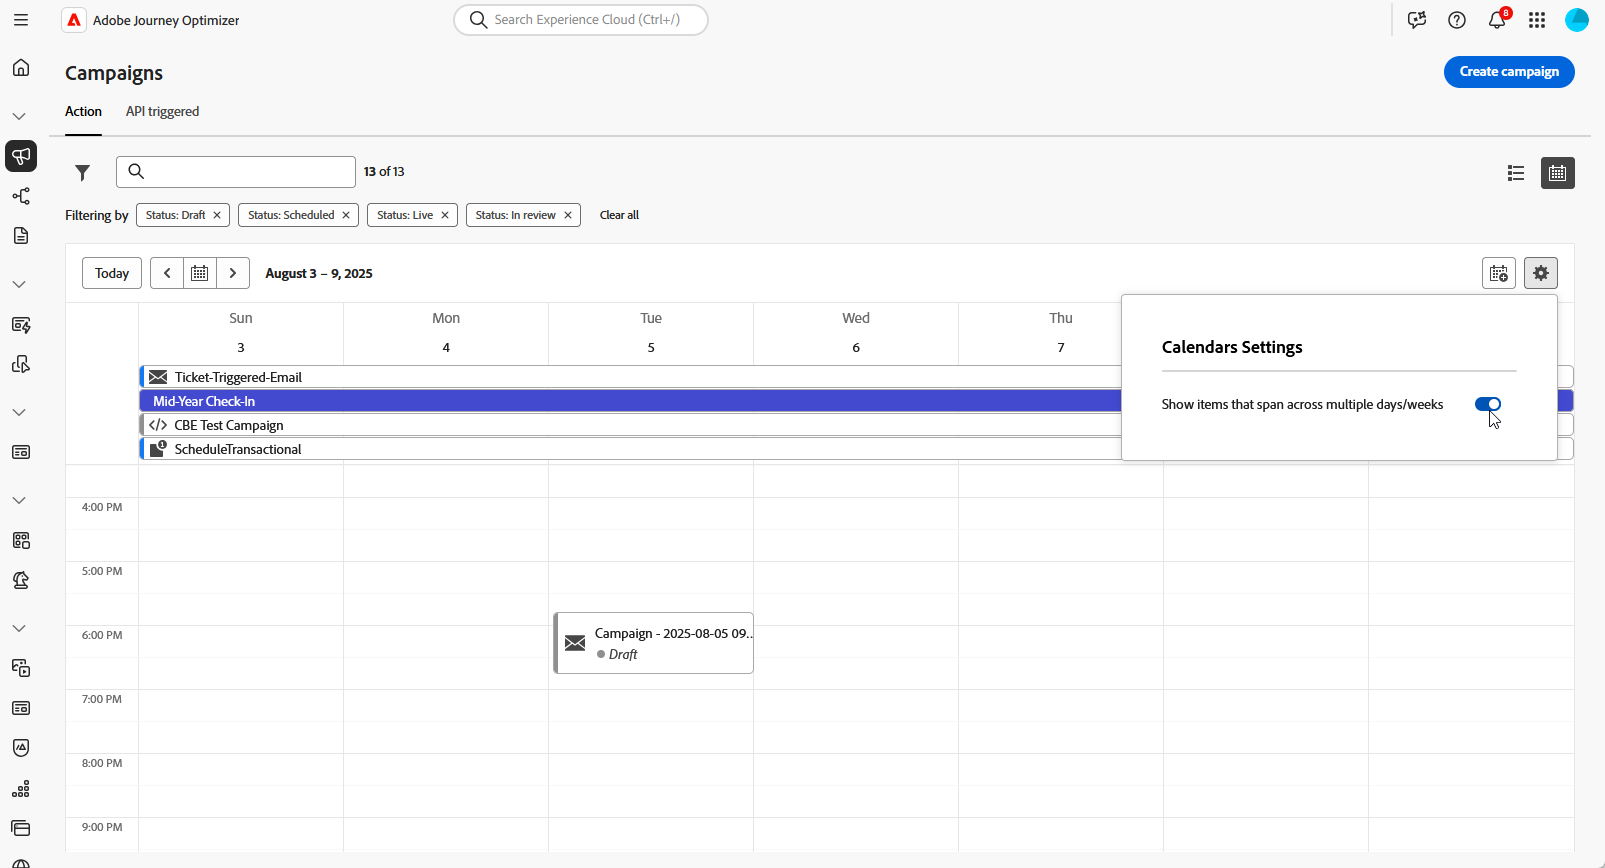 Adobe Journey Optimizer
Search Experience Cloud (Ctrl+/)
8
Campaigns
Create campaign
Action
API triggered
13 of 13
Filtering by
Status: Draft
Status: Scheduled
Status: Live
Status: In review
Clear all
Today
August 3 – 9, 2025
Sun
Mon
Tue
Wed
Thu
3
4
5
6
7
Calendars Settings
Show items that span across multiple days/weeks
Ticket-Triggered-Email
Mid-Year Check-In
CBE Test Campaign
1
ScheduleTransactional
4:00 PM
5:00 PM
6:00 PM
Campaign - 2025-08-05 09..
Draft
7:00 PM
8:00 PM
9:00 PM